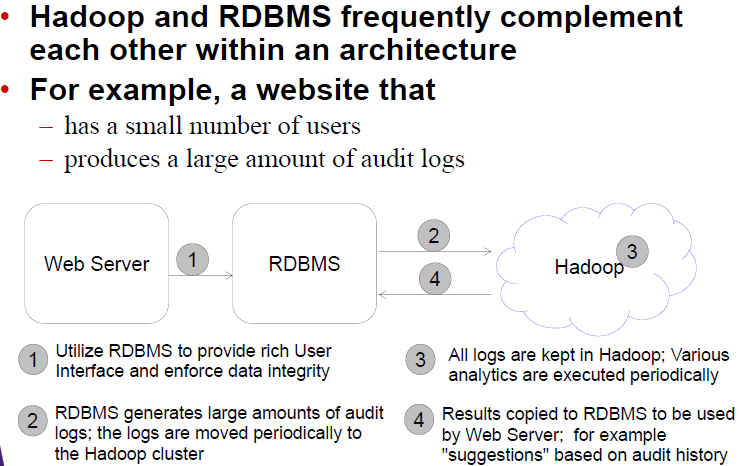 • Hadoop and RDBMS frequently complement
each other within an architecture
• For example, a website that
– has a small number of users
– produces a large amount of audit logs
Web Server
1
RDBMS
2
4
Hadoop
3
1 Utilize RDBMS to provide rich User
Interface and enforce data integrity
2 RDBMS generates large amounts of audit
logs; the logs are moved periodically to
the Hadoop cluster
3 All logs are kept in Hadoop; Various
analytics are executed periodically
4 Results copied to RDBMS to be used
by Web Server; for example
"suggestions" based on audit history